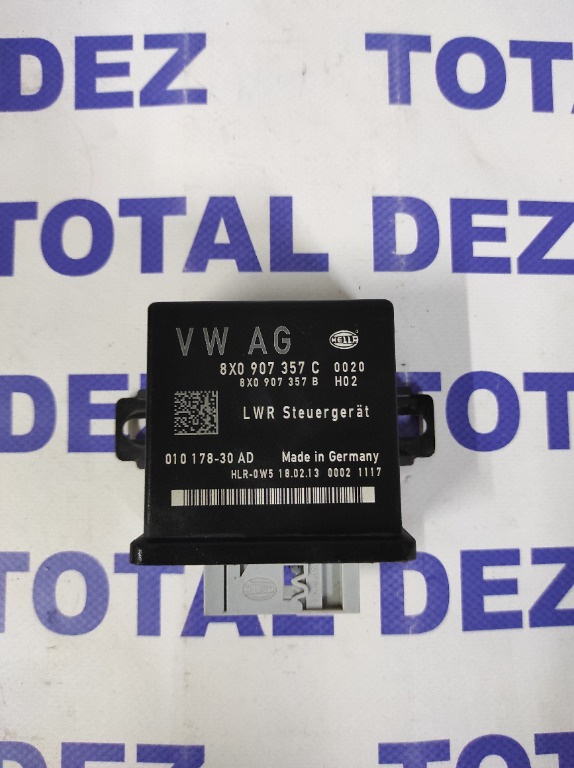 DEZ TOTAL
TOTAL DEZ
VW AG HELLA
8X0 907 357 C 0020
8X0 907 357 B H02
LWR Steuergerät
010 178-30 AD Made in Germany
HLR-0W5 18.02.13 0002 1117
TOTAL DEZ
DEZ TOTAL